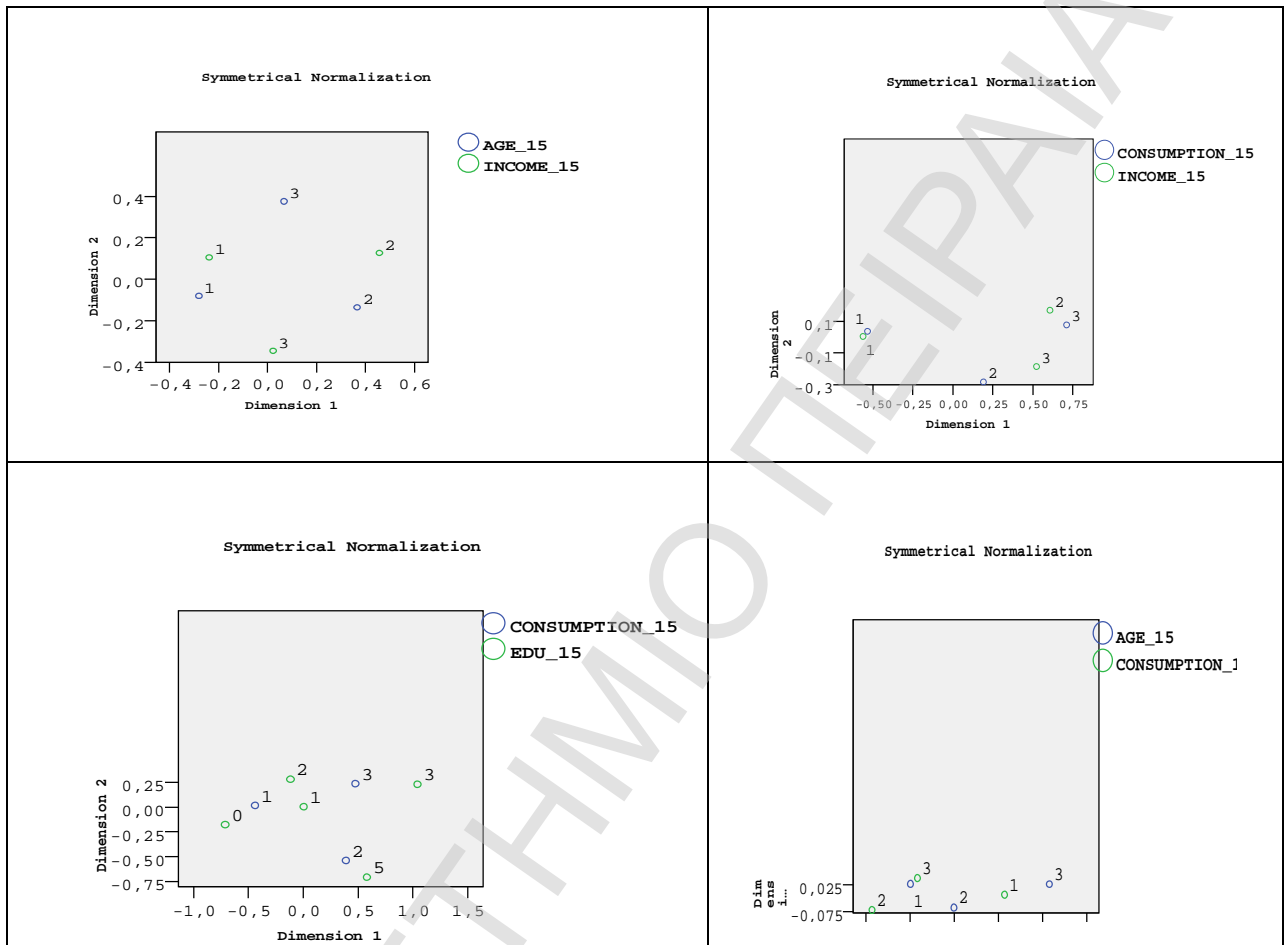 Symmetrical Normalization
AGE_15
INCOME_15
Dimension 2
0,4
0,2
0,0
−0,2
−0,4
3
1
2
1
2
3
−0,4 −0,2 0,0 0,2 0,4 0,6
Dimension 1
Symmetrical Normalization
CONSUMPTION_15
INCOME_15
Dimension
2
0,1
−0,1
−0,3
1
1
2
3
3
2
−0,50 −0,25 0,00 0,25 0,50 0,75
Dimension 1
Symmetrical Normalization
CONSUMPTION_15
EDU_15
Dimension 2
0,25
0,00
−0,25
−0,50
−0,75
2
3
3
1
1
0
2
5
−1,0 −0,5 0,0 0,5 1,0 1,5
Dimension 1
Symmetrical Normalization
AGE_15
CONSUMPTION_1
Dim
ens
i…
0,025
−0,075
3
3
1
2
1
2
ΘΜΙΟ ΠΕΙΡΑΙΑ